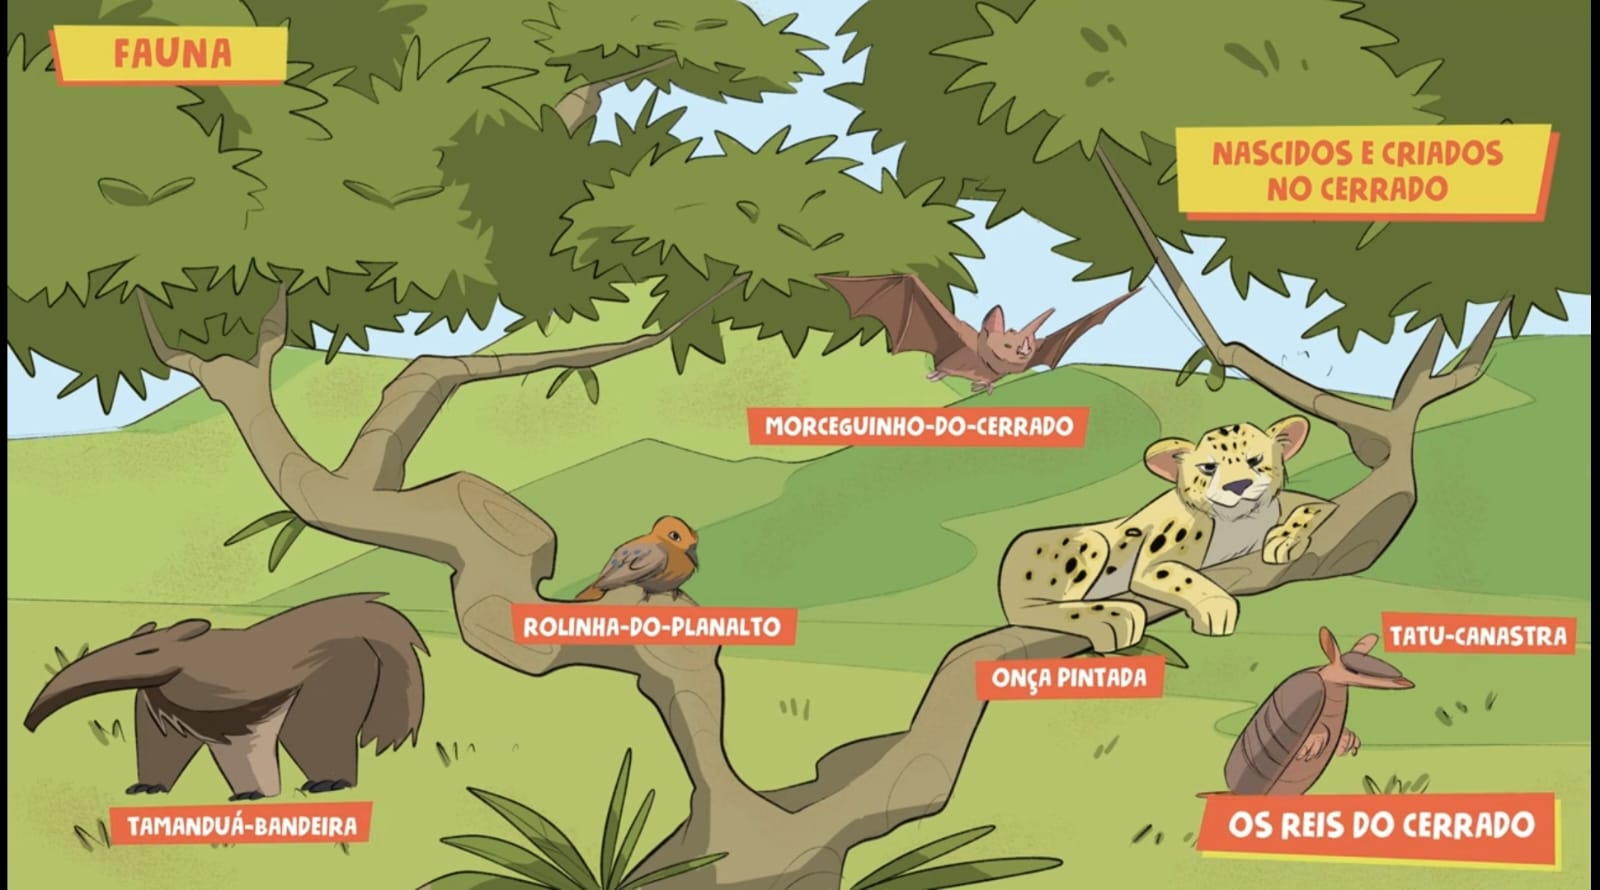 FAUNA
NASCIDOS E CRIADOS
NO CERRADO
MORCEGUINHO-DO-CERRADO
ROLINHA-DO-PLANALTO
TATU-CANASTRA
ONÇA PINTADA
TAMANDUÁ-BANDEIRA
OS REIS DO CERRADO